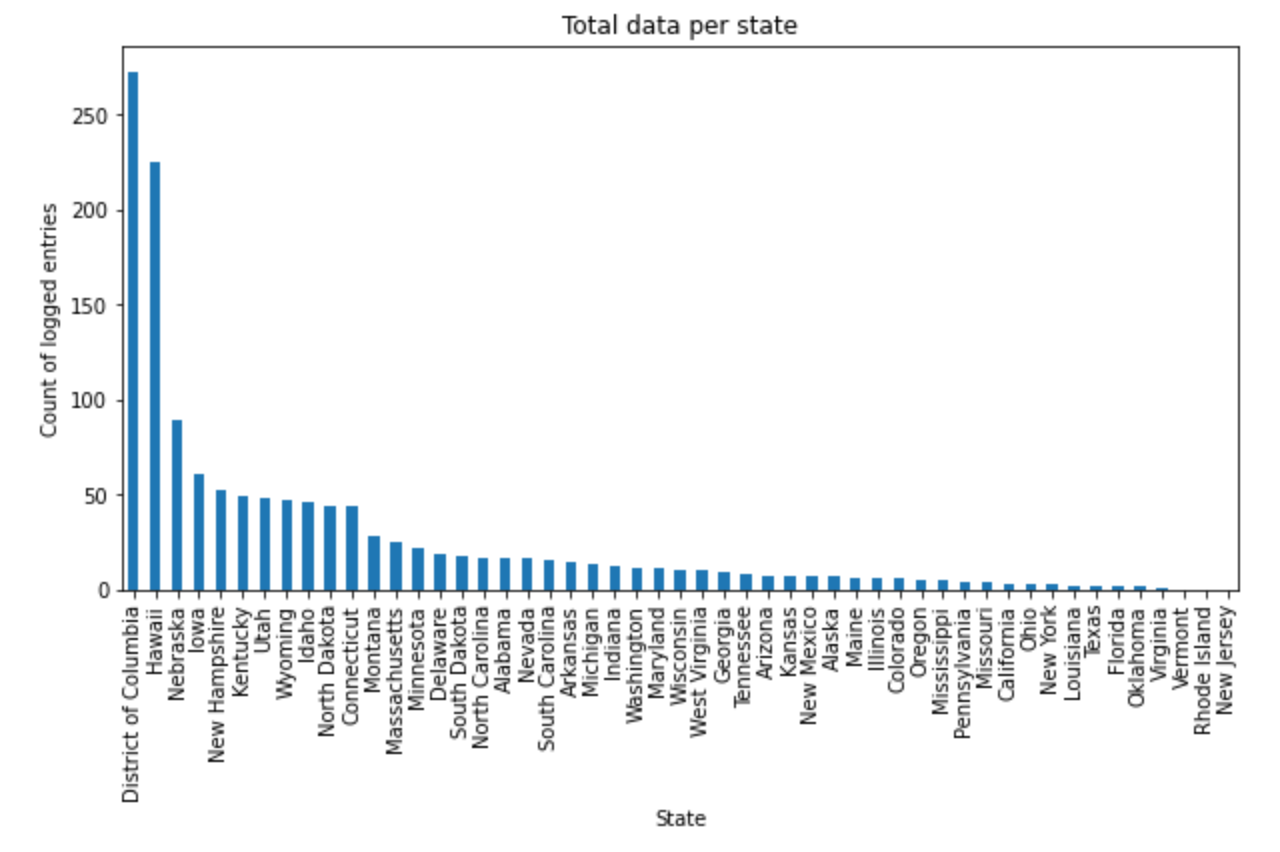 Total data per state
Count of logged entries
250
200
150
100
50
0
District of Columbia
Hawaii
Nebraska
Iowa
New Hampshire
Kentucky
Utah
Wyoming
Idaho
North Dakota
Connecticut
Montana
Massachusetts
Minnesota
Delaware
South Dakota
North Carolina
Alabama
Nevada
South Carolina
Arkansas
Michigan
Indiana
Washington
Maryland
Wisconsin
West Virginia
Georgia
Tennessee
Arizona
Kansas
New Mexico
Alaska
Maine
Illinois
Colorado
Oregon
Mississippi
Pennsylvania
Missouri
California
Ohio
New York
Louisiana
Texas
Florida
Oklahoma
Virginia
Vermont
Rhode Island
New Jersey
State